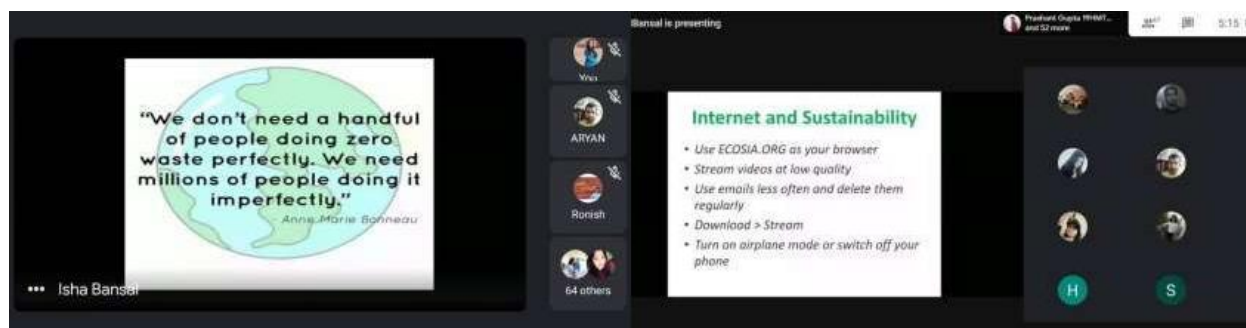 "We don't need a handful
of people doing zero
waste perfectly. We need
millions of people doing it
imperfectly."
- Anne Marie Bonneau
Isha Bansal
You
ARYAN
Ronish
64 others
Bansal is presenting
Prashant Gupta
and 52 more
5:15
Internet and Sustainability
• Use ECOSIA.ORG as your browser
• Stream videos at low quality
• Use emails less often and delete them
regularly
• Download > Stream
• Turn on airplane mode or switch off your
phone
H
S